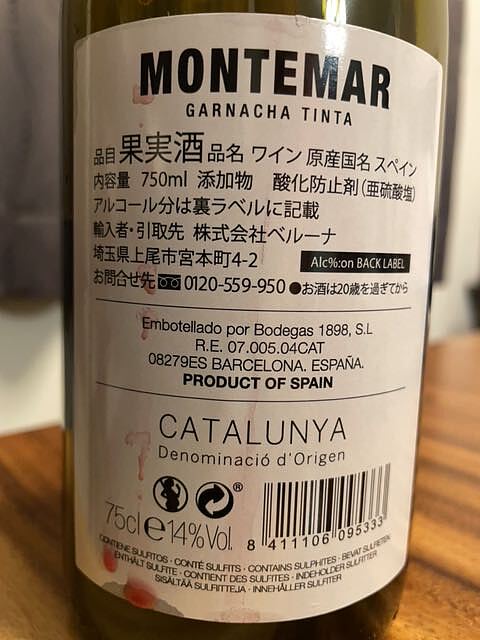 MONTEMAR
GARNACHA TINTA
品目 果実酒 品名 ワイン 原産国名 スペイン
内容量 750ml 添加物 酸化防止剤(亜硫酸塩)
アルコール分は裏ラベルに記載
輸入者・引取先 株式会社ベルーナ
埼玉県上尾市宮本町4-2 Alc%:on BACK LABEL
お問合せ先 0120-559-950 ●お酒は20歳を過ぎてから
Embotellado por Bodegas 1898, S.L
R.E. 07.005.04CAT
08279ES BARCELONA. ESPAÑA.
PRODUCT OF SPAIN
CATALUNYA
Denominació d'Origen
75cl e 14%Vol. ®
8 411106 095333
CONTIENE SULFITOS · CONTÉ SULFITS · CONTAINS SULPHITES · BEVAT SULFIETEN
ENTHÄLT SULFITE · CONTIENT DES SULFITES · INDEHOLDER SULFITTER
SISÄLTÄÄ SULFIITTEJA · INNEHÅLLER SULFITER